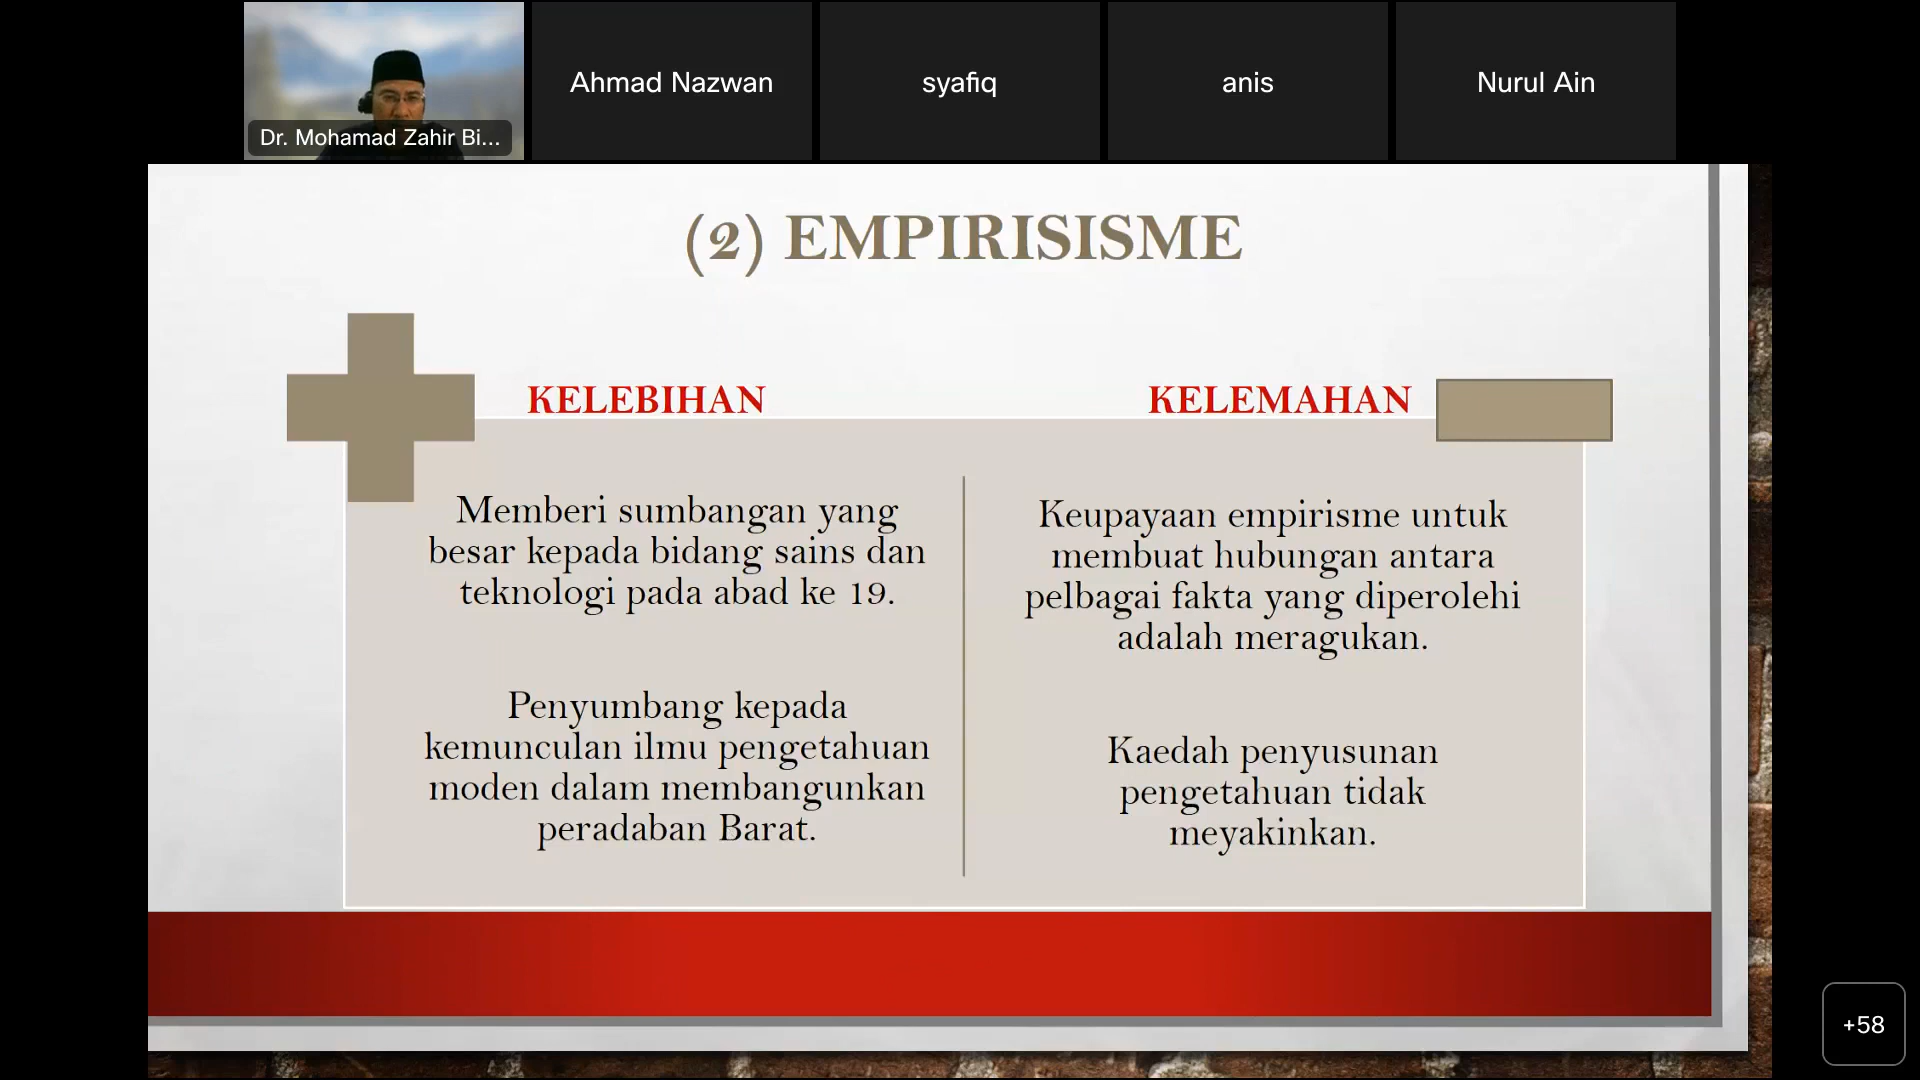 Dr. Mohamad Zahir Bi...
Ahmad Nazwan
syafiq
anis
Nurul Ain
(2) EMPIRISISME
KELEBIHAN
Memberi sumbangan yang
besar kepada bidang sains dan
teknologi pada abad ke 19.
Penyumbang kepada
kemunculan ilmu pengetahuan
moden dalam membangunkan
peradaban Barat.
KELEMAHAN
Keupayaan empirisme untuk
membuat hubungan antara
pelbagai fakta yang diperolehi
adalah meragukan.
Kaedah penyusunan
pengetahuan tidak
meyakinkan.
+58